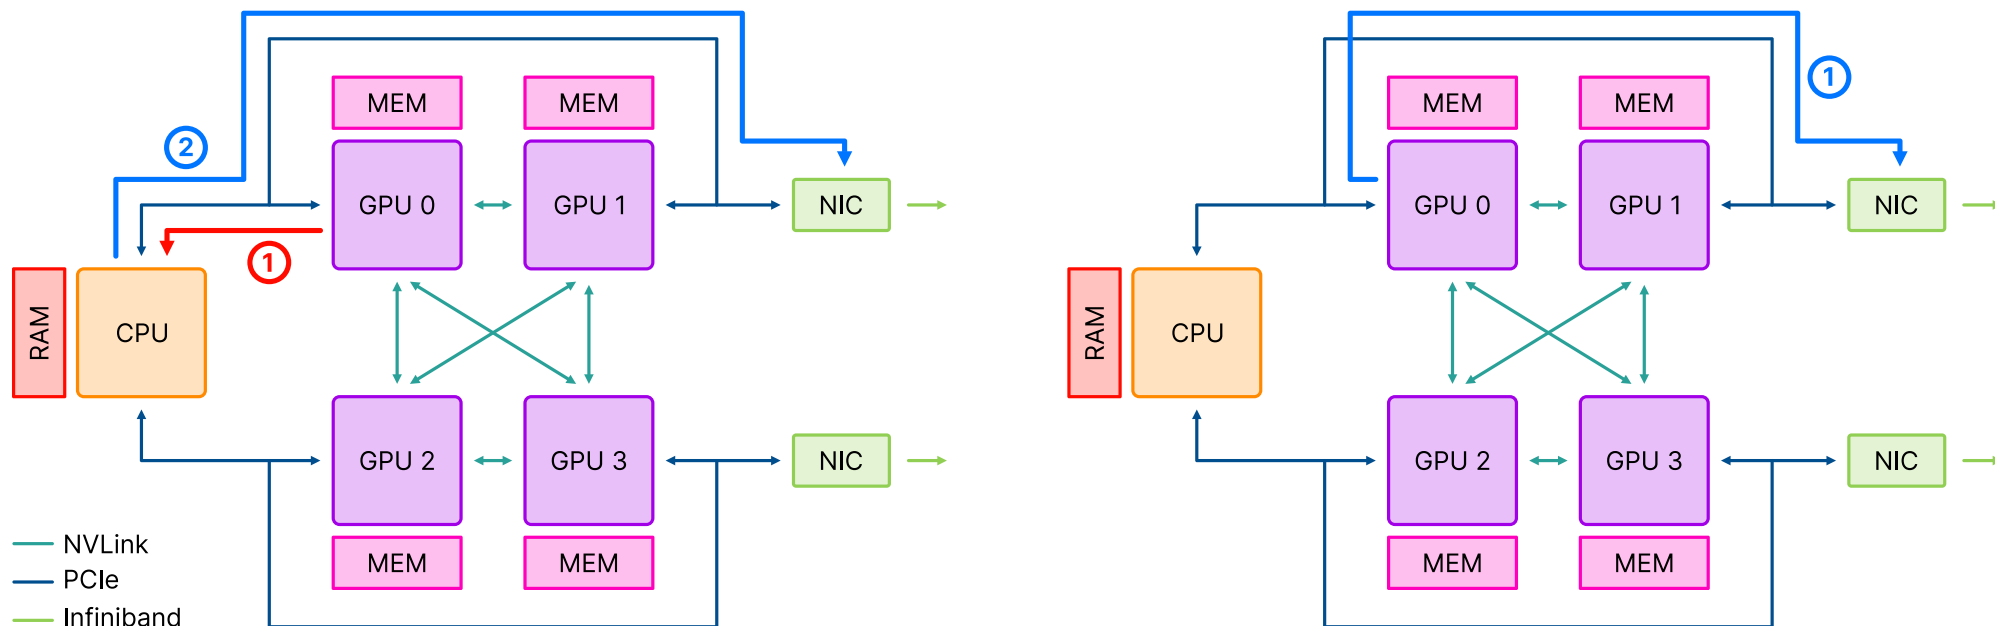 MEM
MEM
2
GPU 0
GPU 1
NIC
1
RAM
CPU
GPU 2
GPU 3
NIC
MEM
MEM
NVLink
PCIe
Infiniband
1
MEM
MEM
GPU 0
GPU 1
NIC
RAM
CPU
GPU 2
GPU 3
NIC
MEM
MEM